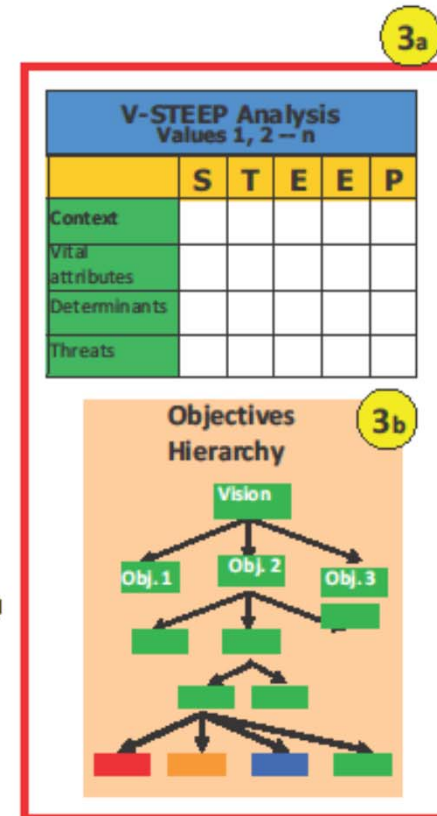 3a
V-STEEP Analysis
Values 1, 2 -- n
S T E E P
Context
Vital
attributes
Determinants
Threats
3b
Objectives
Hierarchy
Vision
Obj. 1 Obj. 2 Obj. 3